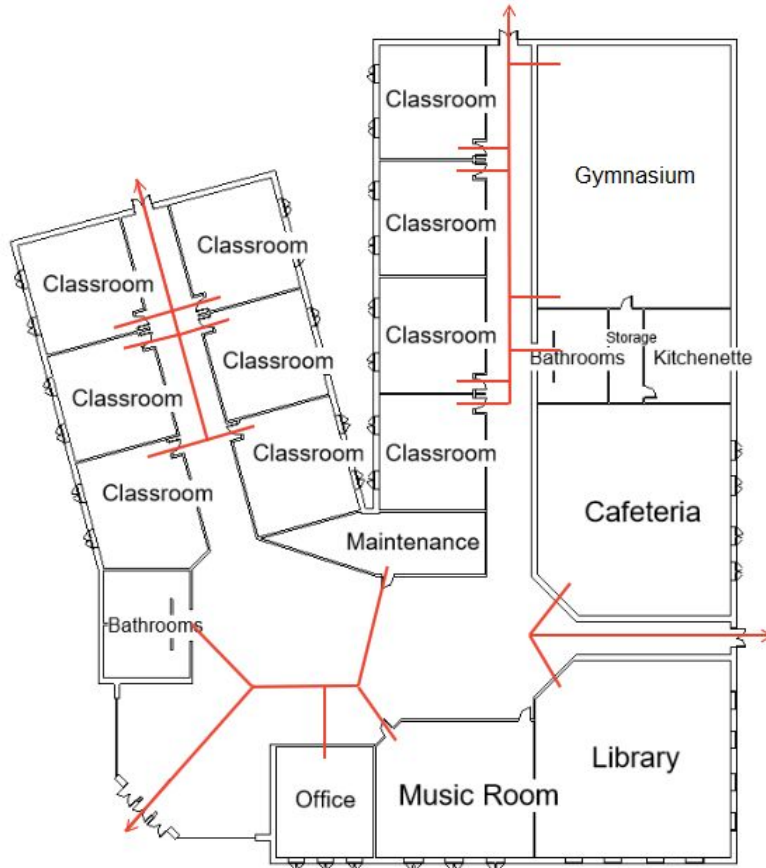 Classroom
Gymnasium
Classroom
Classroom
Classroom
Classroom
Storage
Bathrooms
Kitchenette
Classroom
Classroom
Classroom
Classroom
Classroom
Classroom
Cafeteria
Maintenance
Bathrooms
Library
Office
Music Room